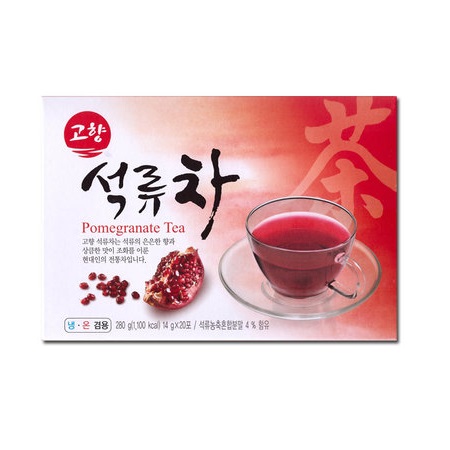 고향
茶
석류차
Pomegranate Tea
고향 석류차는 석류의 은은한 향과
상큼한 맛이 조화를 이룬
현대인의 전통차입니다.
냉·온 겸용 280 g(1,100 kcal) 14 g×20포 / 석류농축혼합분말 4 % 함유